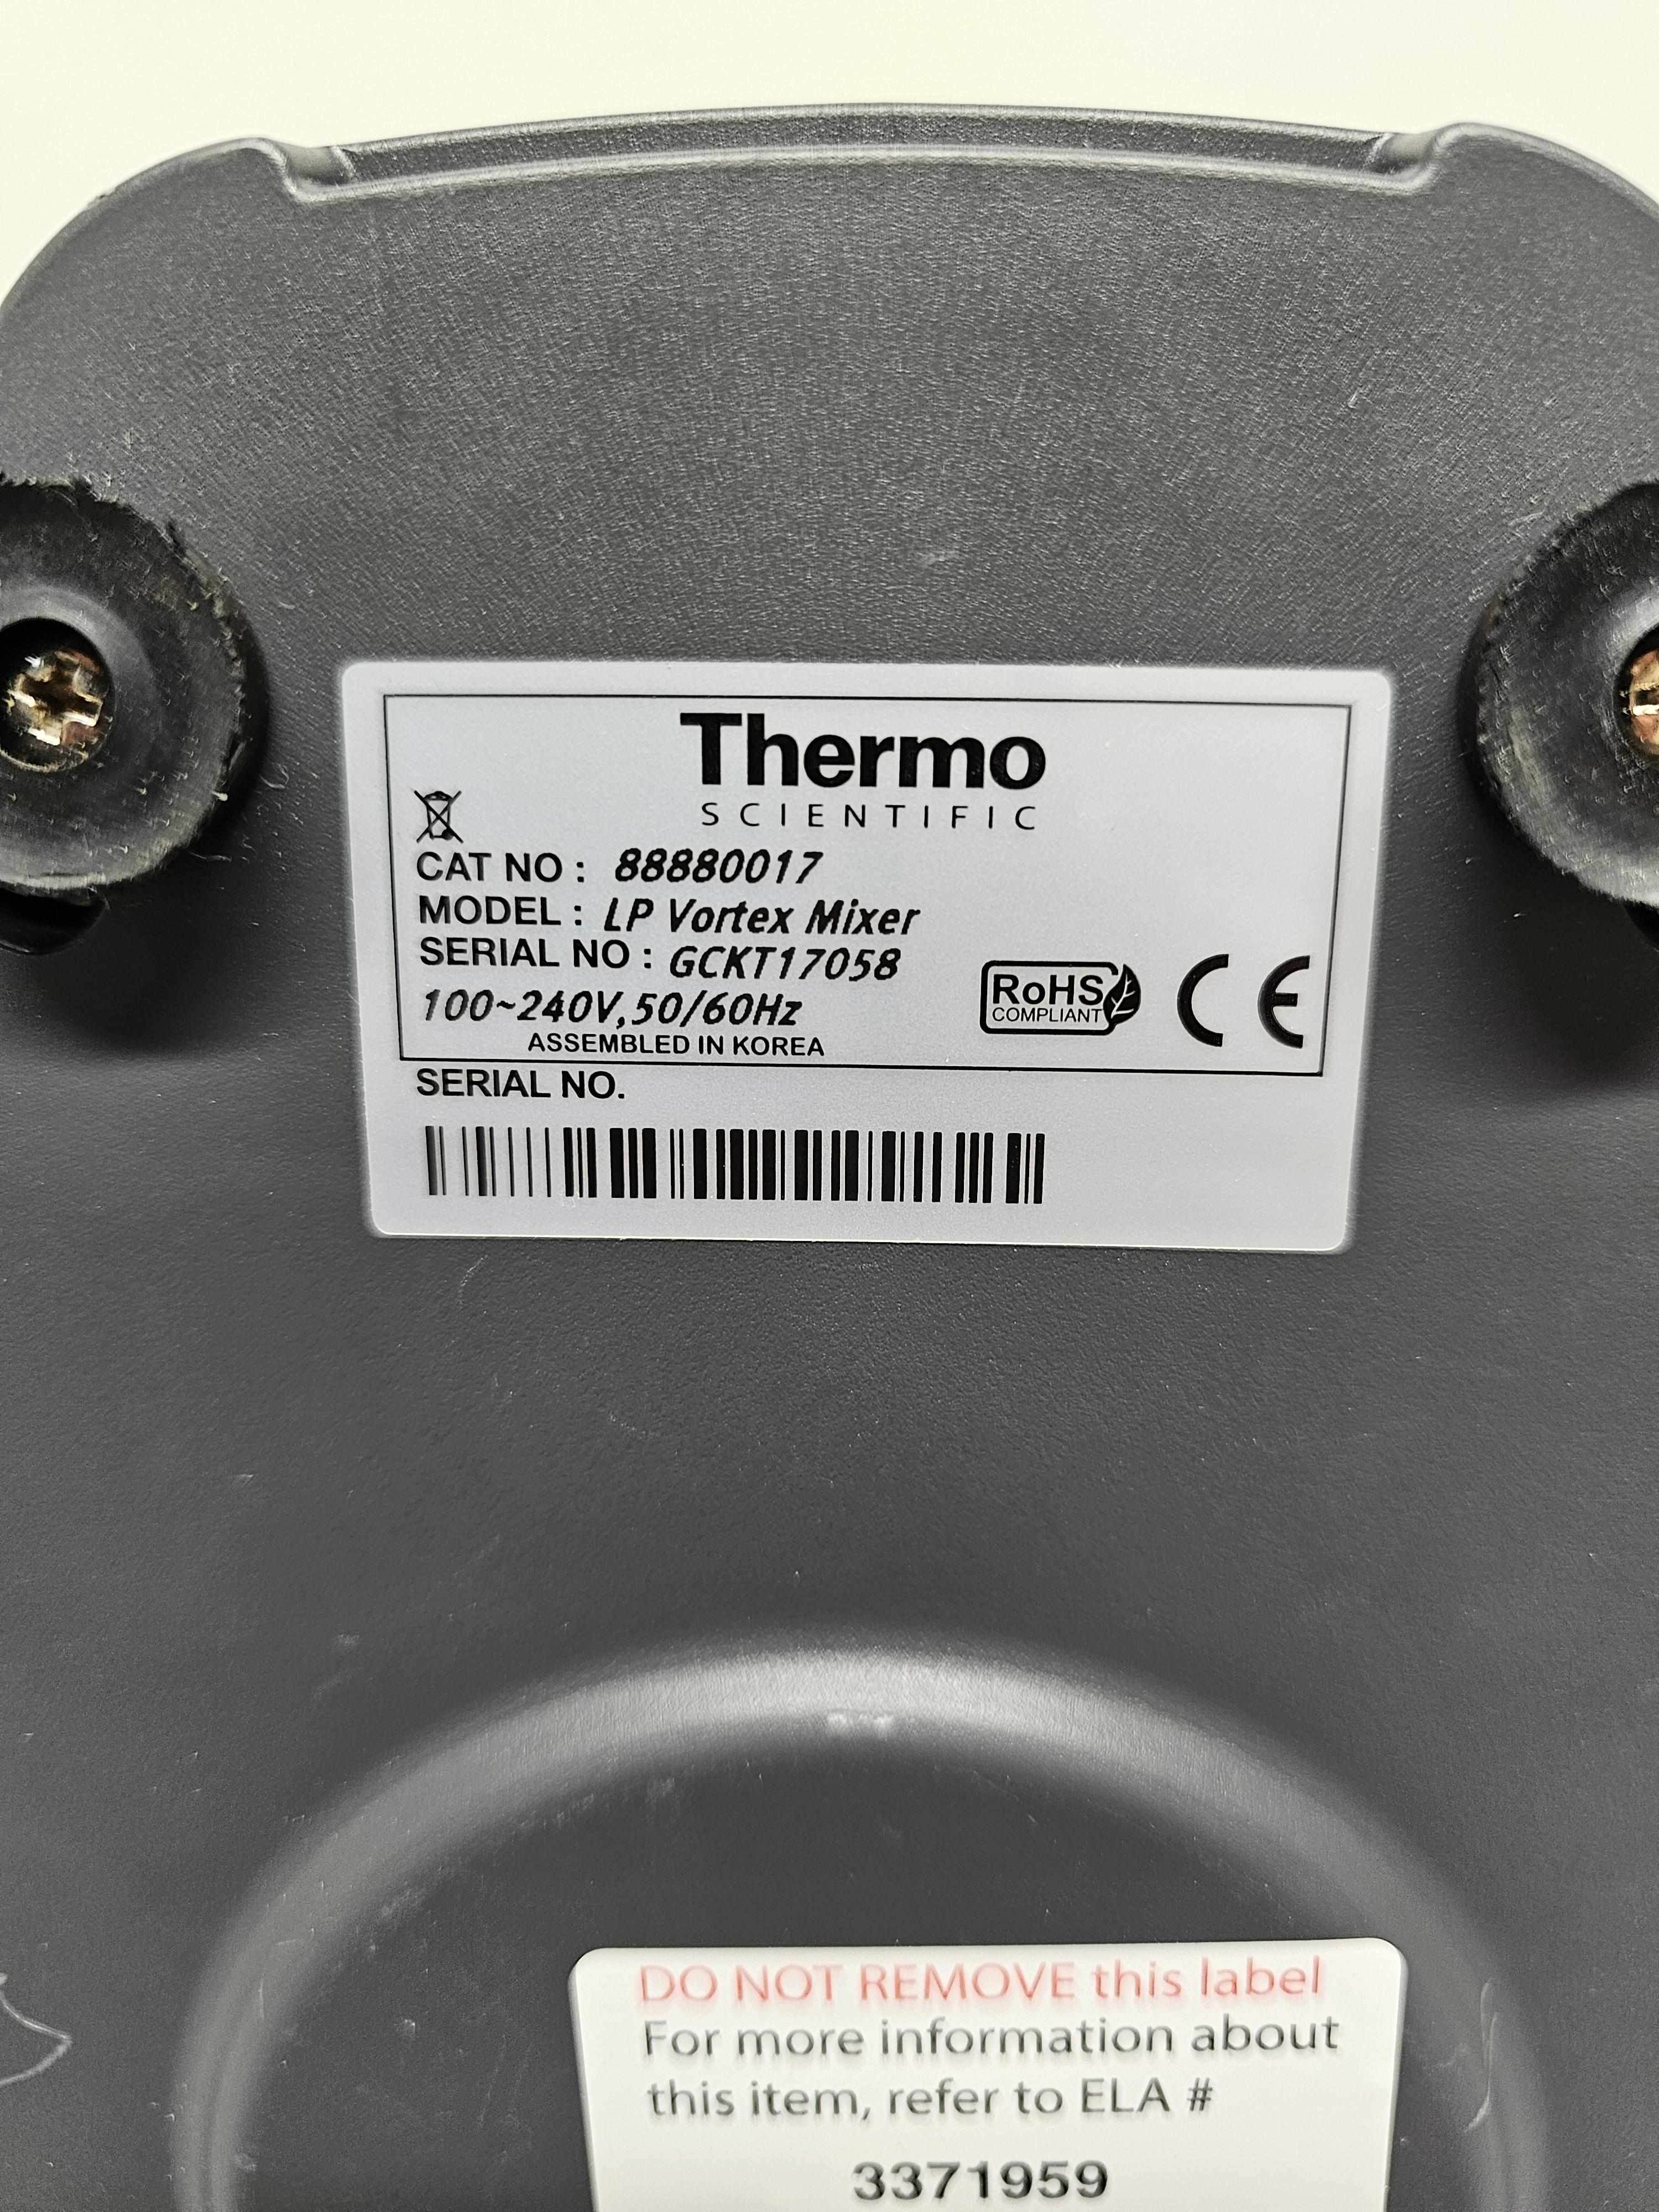 Thermo
SCIENTIFIC
CAT NO : 88880017
MODEL : LP Vortex Mixer
SERIAL NO : GCKT17058
100~240V,50/60Hz
ASSEMBLED IN KOREA
RoHS
COMPLIANT
CE
SERIAL NO.
DO NOT REMOVE this label
For more information about
this item, refer to ELA #
3371959